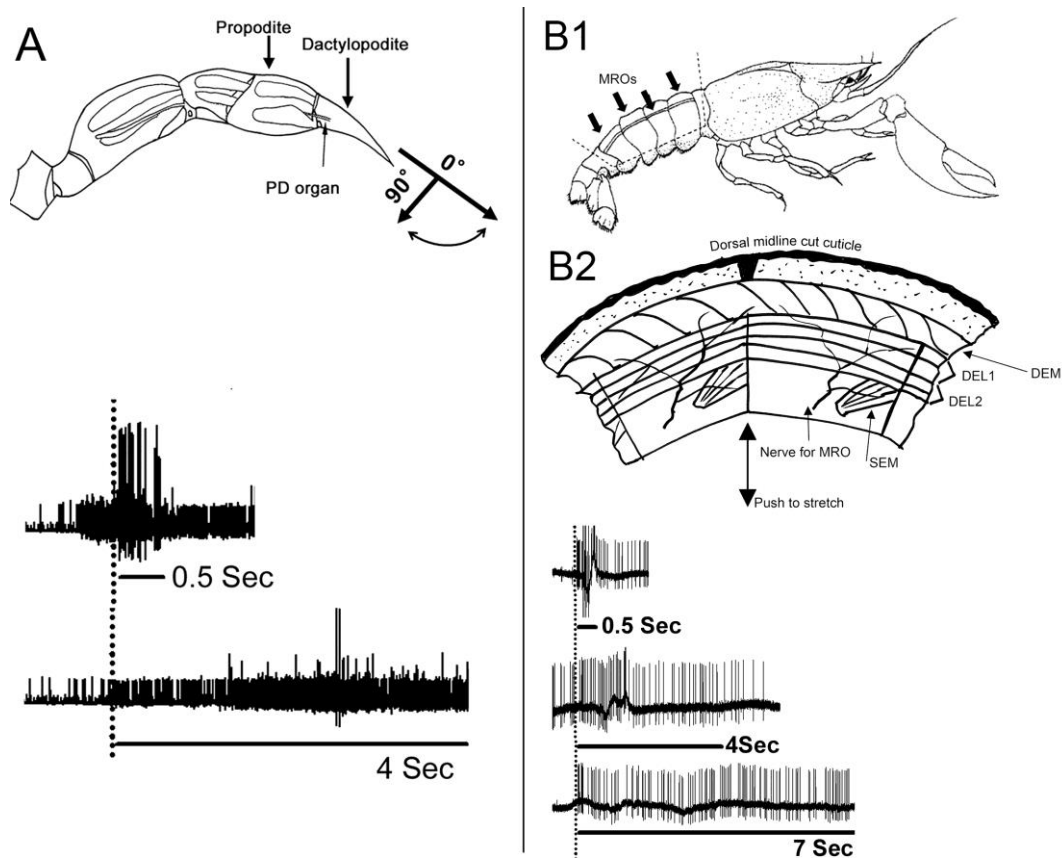 A
Propodite
Dactylopodite
PD organ
0°
90°
0.5 Sec
4 Sec
B1
MROs
B2
Dorsal midline cut cuticle
DEM
DEL1
DEL2
Nerve for MRO
SEM
Push to stretch
0.5 Sec
4Sec
7 Sec